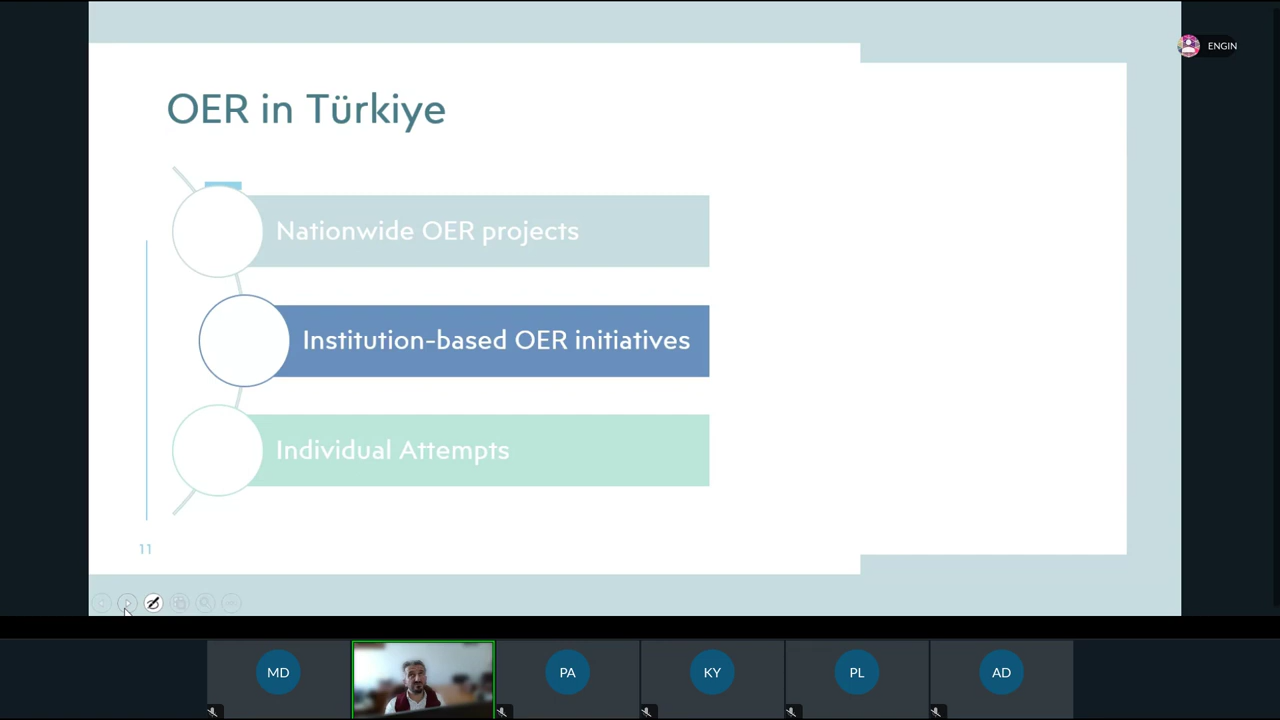 OER in Türkiye
ENGIN
Nationwide OER projects
Institution-based OER initiatives
Individual Attempts
11
MD
PA
KY
PL
AD